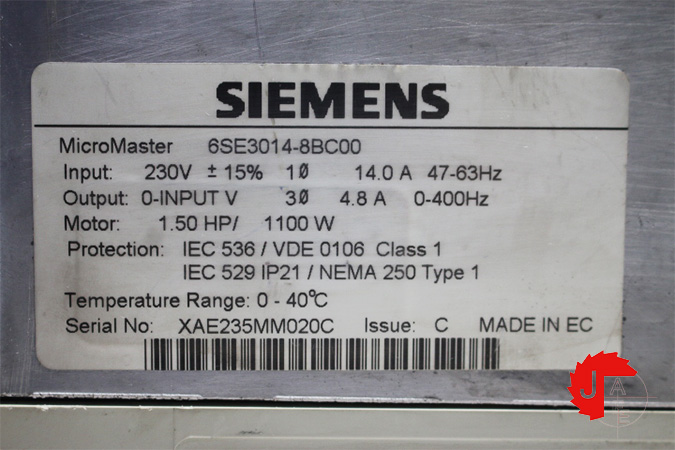 SIEMENS
MicroMaster 6SE3014-8BC00
Input: 230V ± 15% 1Ø 14.0 A 47-63Hz
Output: 0-INPUT V 3Ø 4.8 A 0-400Hz
Motor: 1.50 HP/ 1100 W
Protection: IEC 536 / VDE 0106 Class 1
IEC 529 IP21 / NEMA 250 Type 1
Temperature Range: 0 - 40°C
Serial No: XAE235MM020C Issue: C MADE IN EC
JA